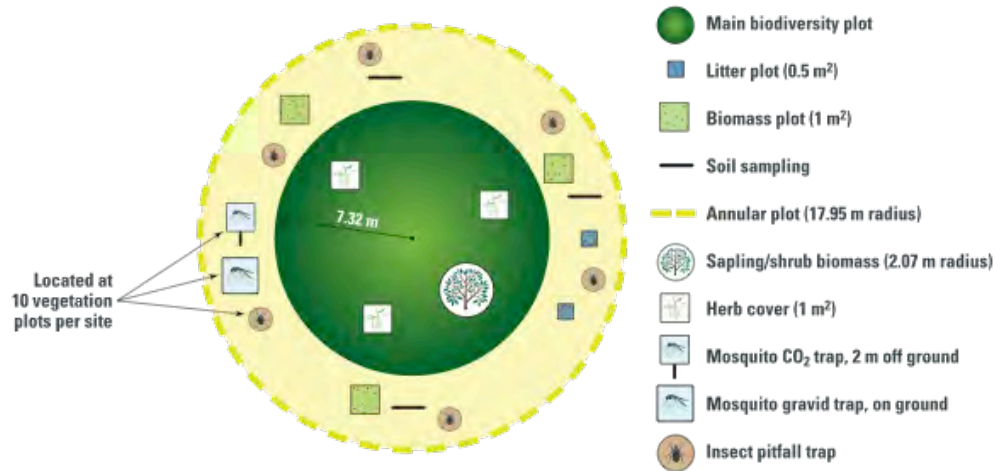 Main biodiversity plot
Litter plot (0.5 m²)
Biomass plot (1 m²)
Soil sampling
Annular plot (17.95 m radius)
Sapling/shrub biomass (2.07 m radius)
Herb cover (1 m²)
Mosquito CO₂ trap, 2 m off ground
Mosquito gravid trap, on ground
Insect pitfall trap
7.32 m
Located at
10 vegetation
plots per site